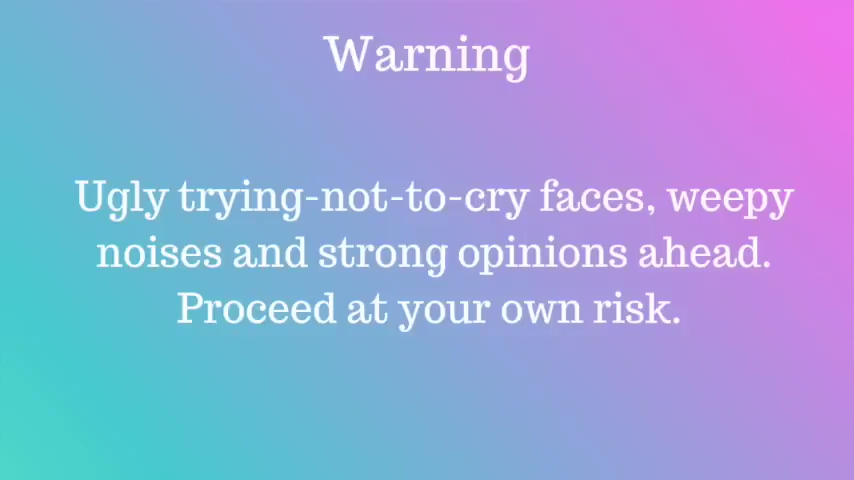 Warning
Ugly trying-not-to-cry faces, weepy
noises and strong opinions ahead.
Proceed at your own risk.